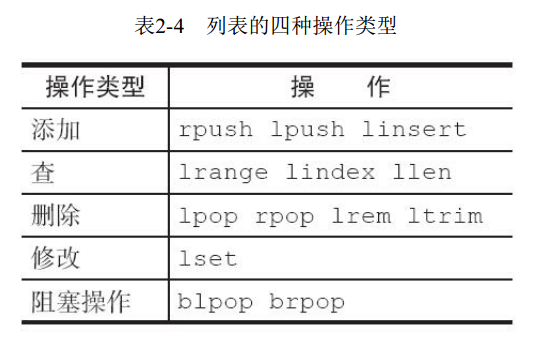 表2-4 列表的四种操作类型
操作类型 操 作
添加 rpush lpush linsert
查 lrange lindex llen
删除 lpop rpop lrem ltrim
修改 lset
阻塞操作 blpop brpop